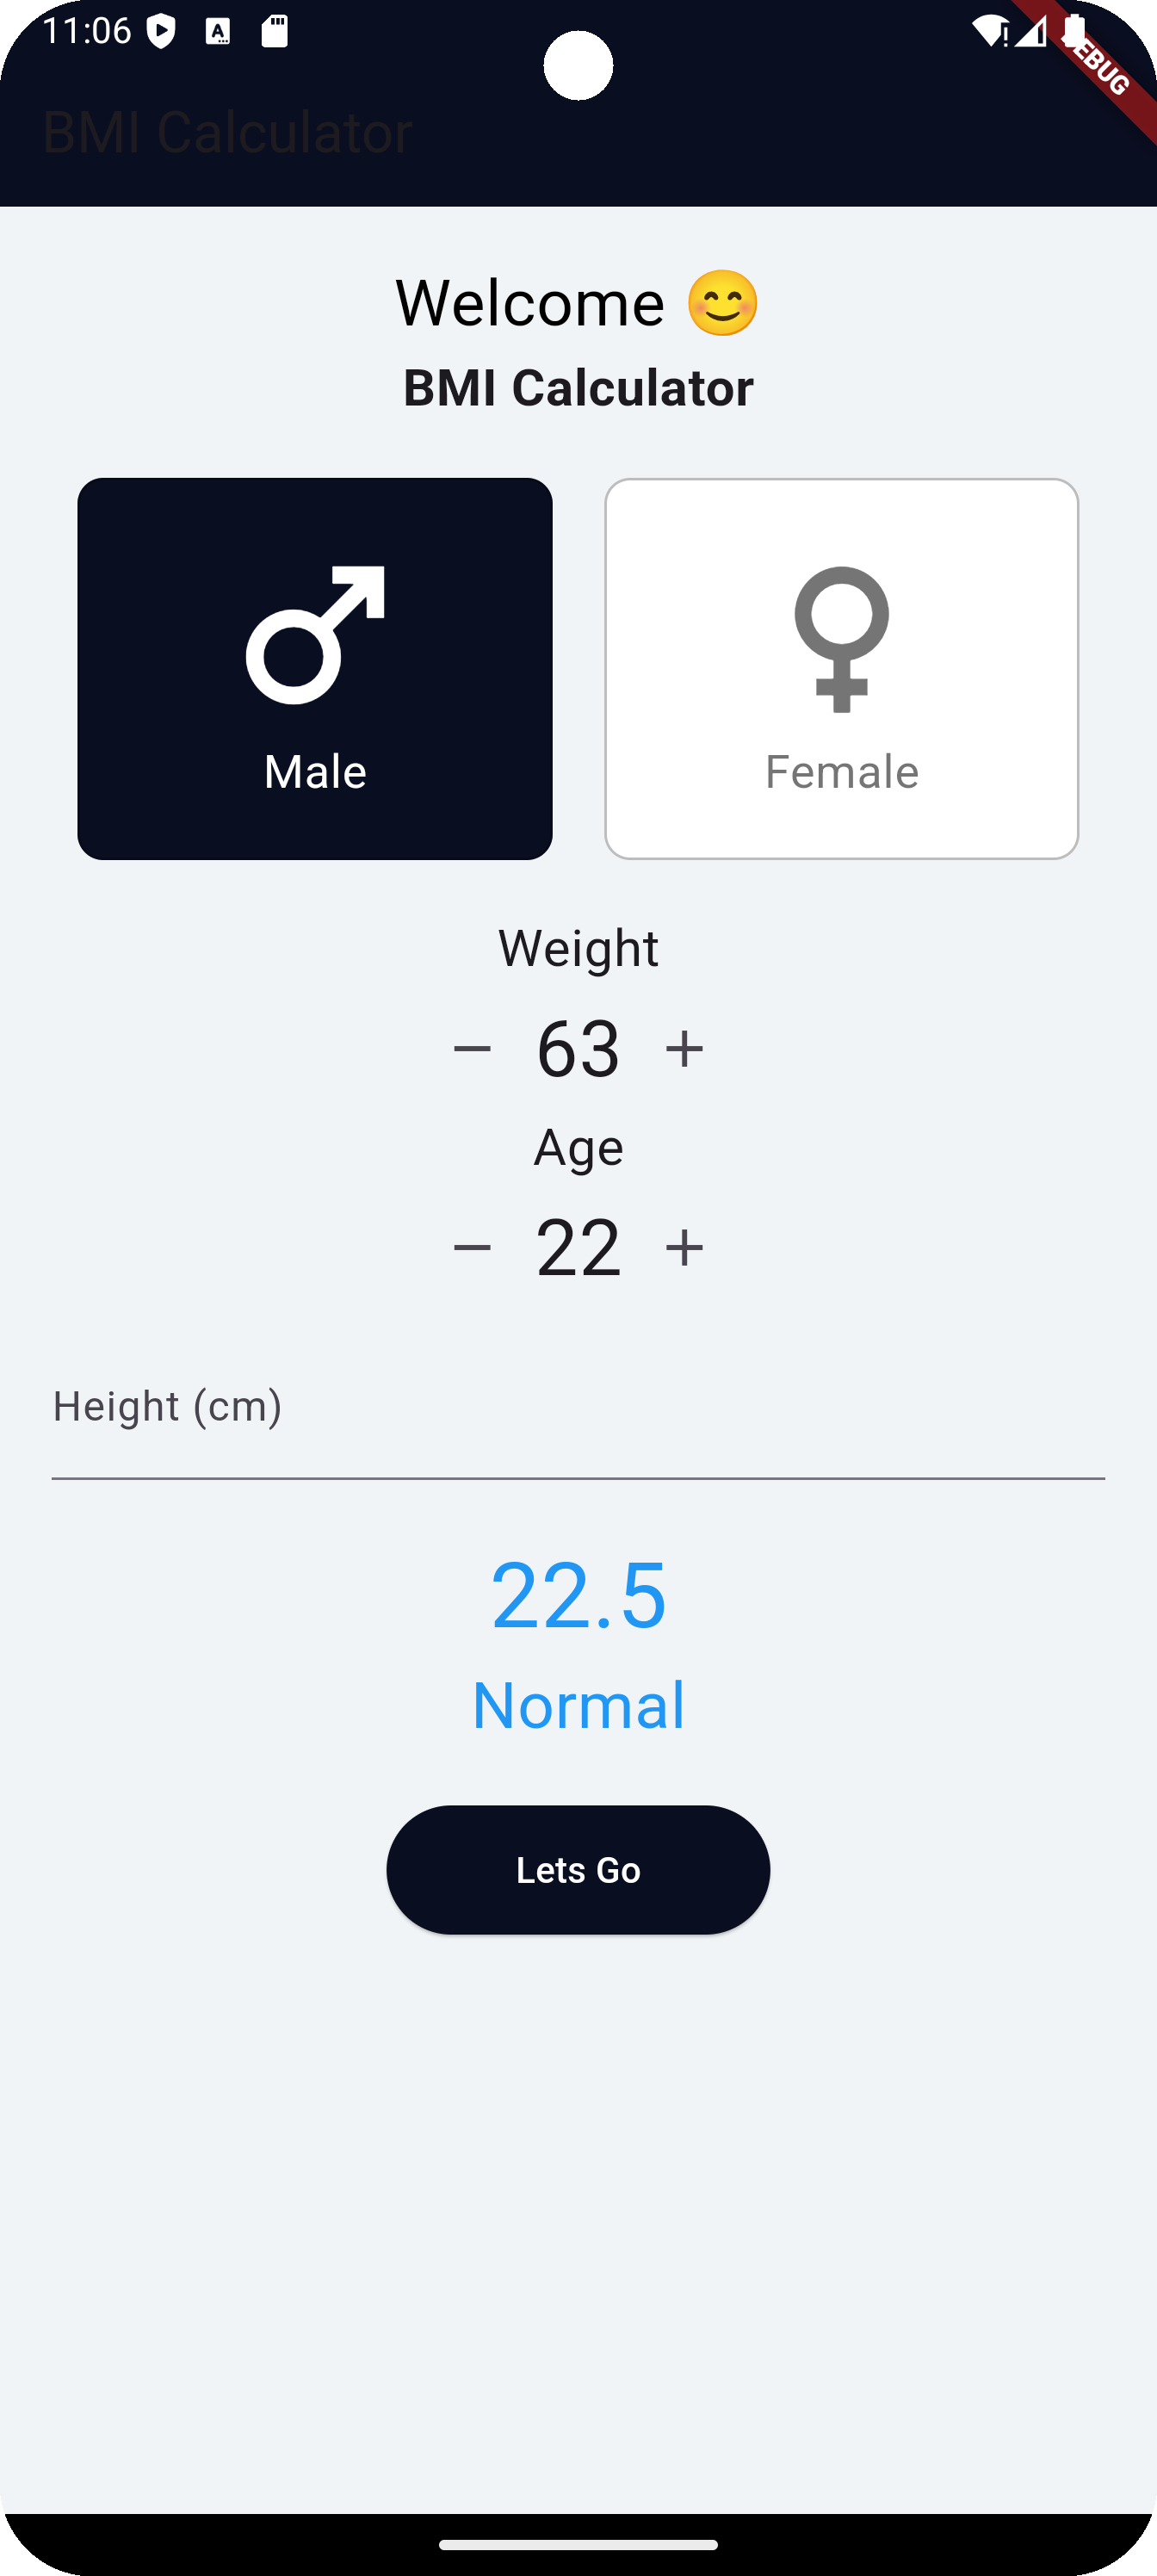 11:06
DEBUG
BMI Calculator
Welcome 😊
BMI Calculator
Male
Female
Weight
− 63 +
Age
− 22 +
Height (cm)
22.5
Normal
Lets Go